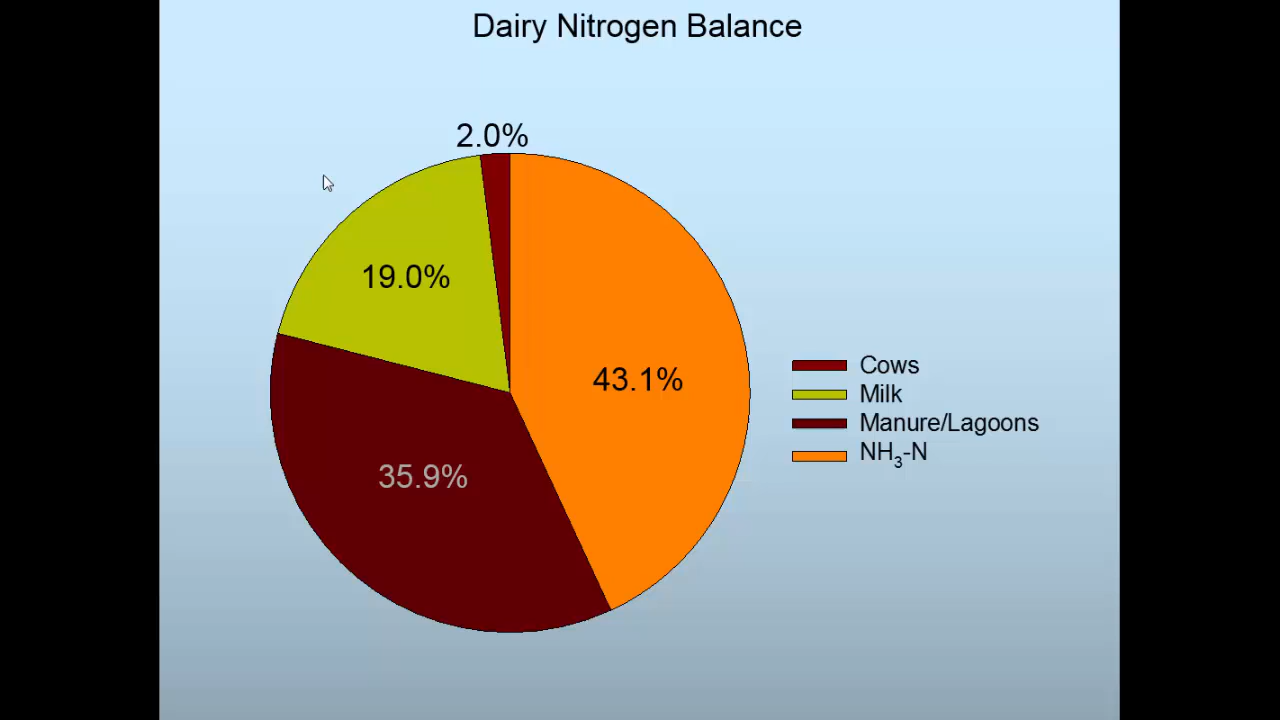 Dairy Nitrogen Balance
2.0%
19.0%
43.1%
35.9%
Cows
Milk
Manure/Lagoons
NH₃-N